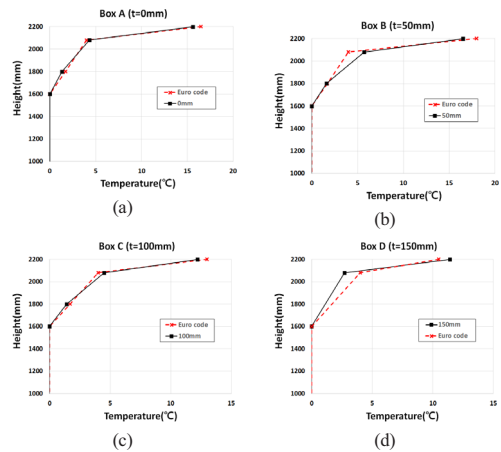 Box A (t=0mm)
2200
2000
1800
1600
1400
1200
1000
Height(mm)
Euro code
0mm
0
5
10
15
20
Temperature(℃)
(a)
Box B (t=50mm)
2200
2000
1800
1600
1400
1200
1000
Height(mm)
Euro code
50mm
0
5
10
15
20
Temperature(℃)
(b)
Box C (t=100mm)
2200
2000
1800
1600
1400
1200
1000
Height(mm)
Euro code
100mm
0
5
10
15
Temperature(℃)
(c)
Box D (t=150mm)
2200
2000
1800
1600
1400
1200
1000
Height(mm)
150mm
Euro code
0
5
10
15
Temperature(℃)
(d)